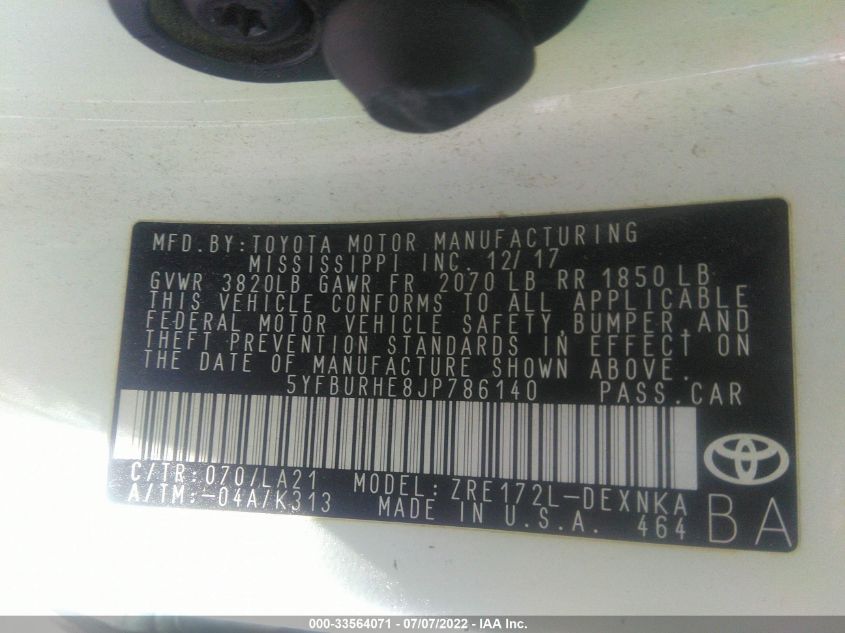 MFD.BY:TOYOTA MOTOR MANUFACTURING
MISSISSIPPI INC. 12/17
GVWR 3820LB GAWR FR 2070 LB RR 1850 LB
THIS VEHICLE CONFORMS TO ALL APPLICABLE
FEDERAL MOTOR VEHICLE SAFETY,BUMPER,AND
THEFT PREVENTION STANDARDS IN EFFECT ON
THE DATE OF MANUFACTURE SHOWN ABOVE.
5YFBURHE8JP786140 PASS.CAR
C/TR:070/LA21 MODEL:ZRE172L-DEXNKA
A/TM:-04A/K313 MADE IN U.S.A. 464
BA
000-33564071 - 07/07/2022 - IAA Inc.